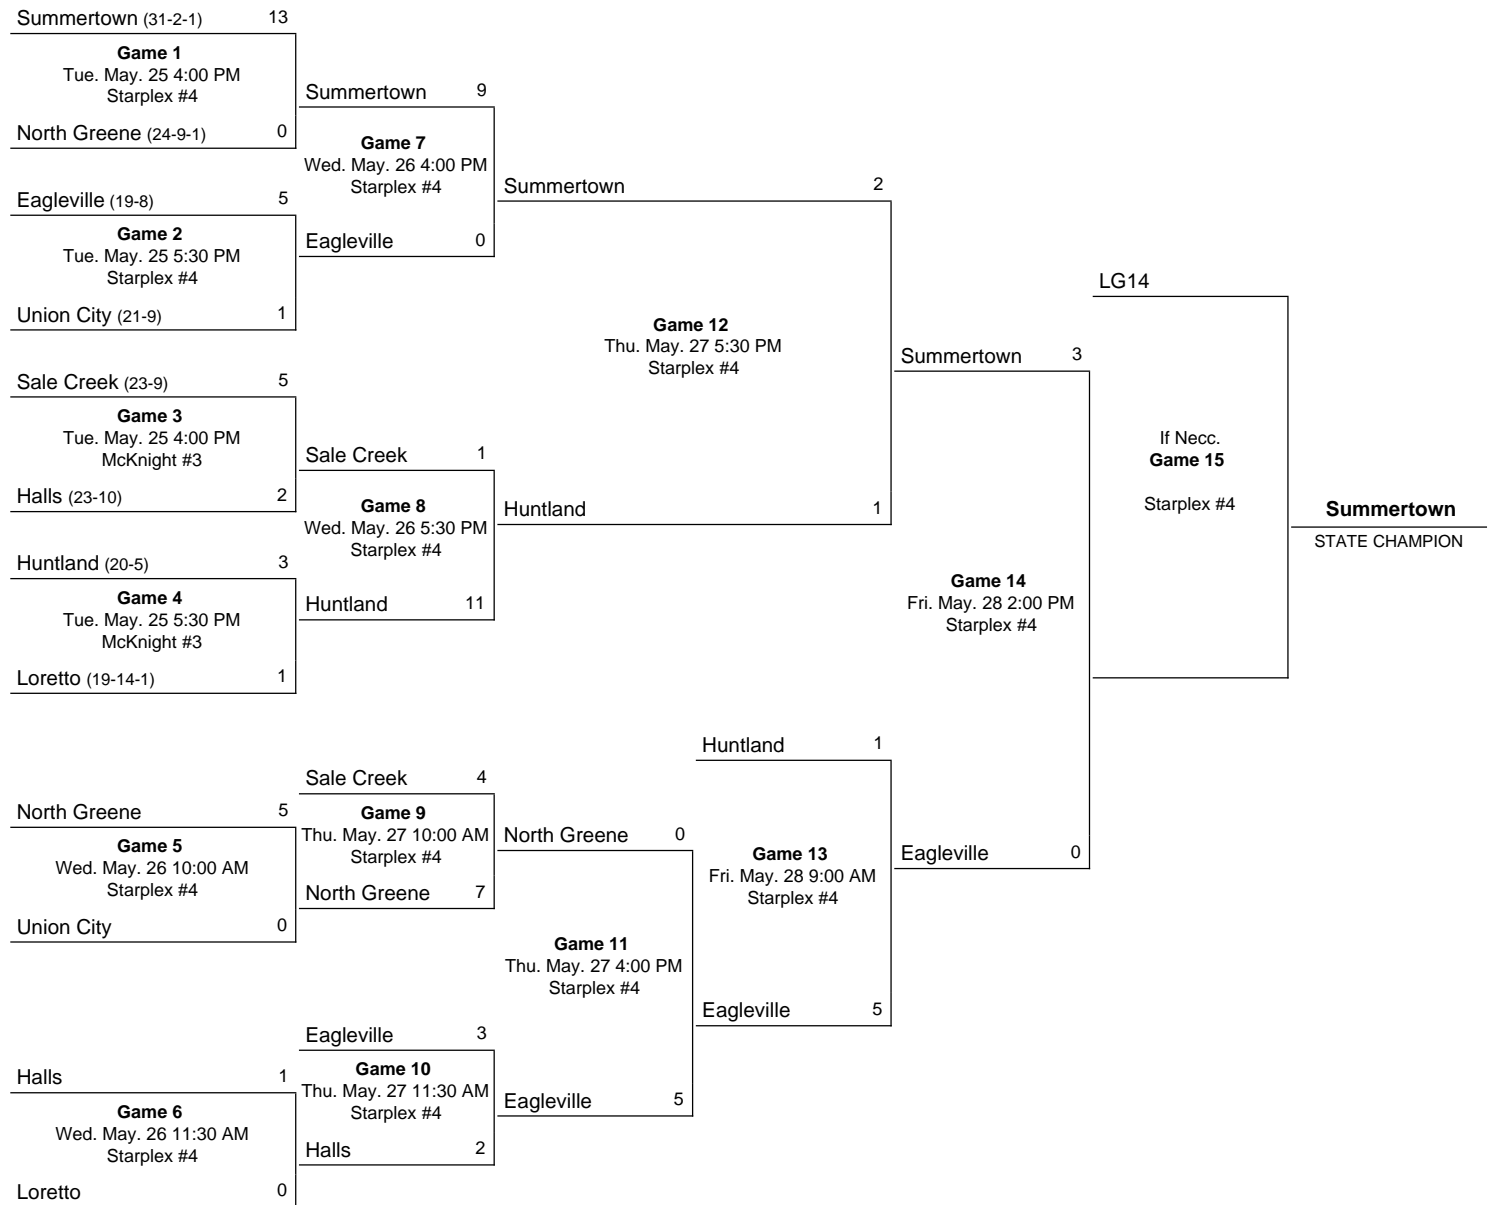 Summertown (31-2-1) 13
Game 1
Tue. May. 25 4:00 PM
Starplex #4
North Greene (24-9-1) 0
Eagleville (19-8) 5
Game 2
Tue. May. 25 5:30 PM
Starplex #4
Union City (21-9) 1
Sale Creek (23-9) 5
Game 3
Tue. May. 25 4:00 PM
McKnight #3
Halls (23-10) 2
Huntland (20-5) 3
Game 4
Tue. May. 25 5:30 PM
McKnight #3
Loretto (19-14-1) 1
North Greene 5
Game 5
Wed. May. 26 10:00 AM
Starplex #4
Union City 0
Halls 1
Game 6
Wed. May. 26 11:30 AM
Starplex #4
Loretto 0
Summertown 9
Game 7
Wed. May. 26 4:00 PM
Starplex #4
Eagleville 0
Sale Creek 1
Game 8
Wed. May. 26 5:30 PM
Starplex #4
Huntland 11
Sale Creek 4
Game 9
Thu. May. 27 10:00 AM
Starplex #4
North Greene 7
Eagleville 3
Game 10
Thu. May. 27 11:30 AM
Starplex #4
Halls 2
Summertown 2
Game 12
Thu. May. 27 5:30 PM
Starplex #4
Huntland 1
North Greene 0
Game 11
Thu. May. 27 4:00 PM
Starplex #4
Eagleville 5
Huntland 1
Game 13
Fri. May. 28 9:00 AM
Starplex #4
Eagleville 5
Summertown 3
Game 14
Fri. May. 28 2:00 PM
Starplex #4
Eagleville 0
LG14
If Necc.
Game 15
Starplex #4
Summertown
STATE CHAMPION